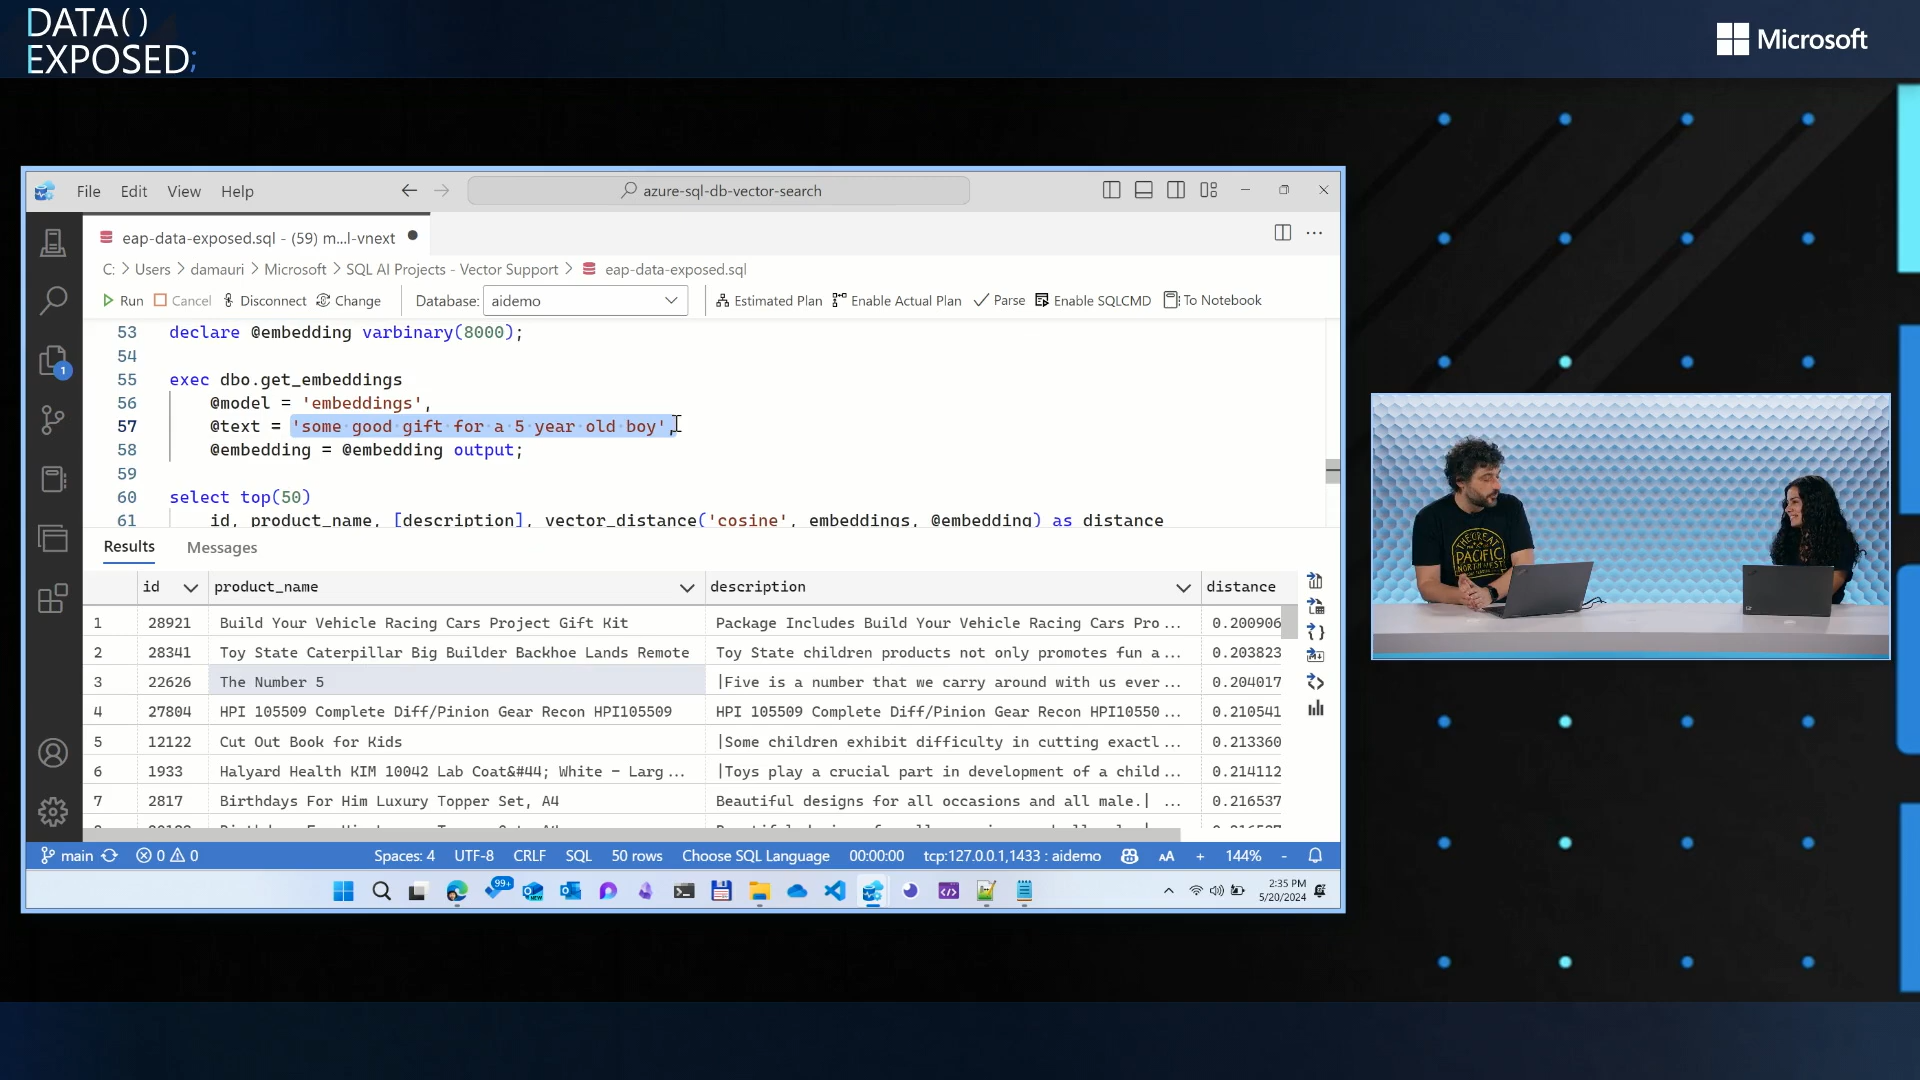 DATA()
EXPOSED;
Microsoft
File Edit View Help
azure-sql-db-vector-search
eap-data-exposed.sql - (59) m...l-vnext
C: > Users > damauri > Microsoft > SQL AI Projects - Vector Support > eap-data-exposed.sql
Run Cancel Disconnect Change Database: aidemo Estimated Plan Enable Actual Plan Parse Enable SQLCMD To Notebook
53 declare @embedding varbinary(8000);
54
55 exec dbo.get_embeddings
56 @model = 'embeddings',
57 @text = 'some good gift for a 5 year old boy',
58 @embedding = @embedding output;
59
60 select top(50)
61 id, product_name, [description], vector_distance('cosine', embeddings, @embedding) as distance
1
Results Messages
id product_name description distance
1 28921 Build Your Vehicle Racing Cars Project Gift Kit Package Includes Build Your Vehicle Racing Cars Pro... 0.200906
2 28341 Toy State Caterpillar Big Builder Backhoe Lands Remote Toy State children products not only promotes fun a... 0.203823
3 22626 The Number 5 |Five is a number that we carry around with us ever... 0.204017
4 27804 HPI 105509 Complete Diff/Pinion Gear Recon HPI105509 HPI 105509 Complete Diff/Pinion Gear Recon HPI10550... 0.210541
5 12122 Cut Out Book for Kids |Some children exhibit difficulty in cutting exactl... 0.213360
6 1933 Halyard Health KIM 10042 Lab Coat&#44; White - Larg... |Toys play a crucial part in development of a child... 0.214112
7 2817 Birthdays For Him Luxury Topper Set, A4 Beautiful designs for all occasions and all male.| ... 0.216537
main 0 0 Spaces: 4 UTF-8 CRLF SQL 50 rows Choose SQL Language 00:00:00 tcp:127.0.0.1,1433 : aidemo AA + 144% -
99+
NEW
2:35 PM
5/20/2024
THE GREAT
PACIFIC
NORTHWEST